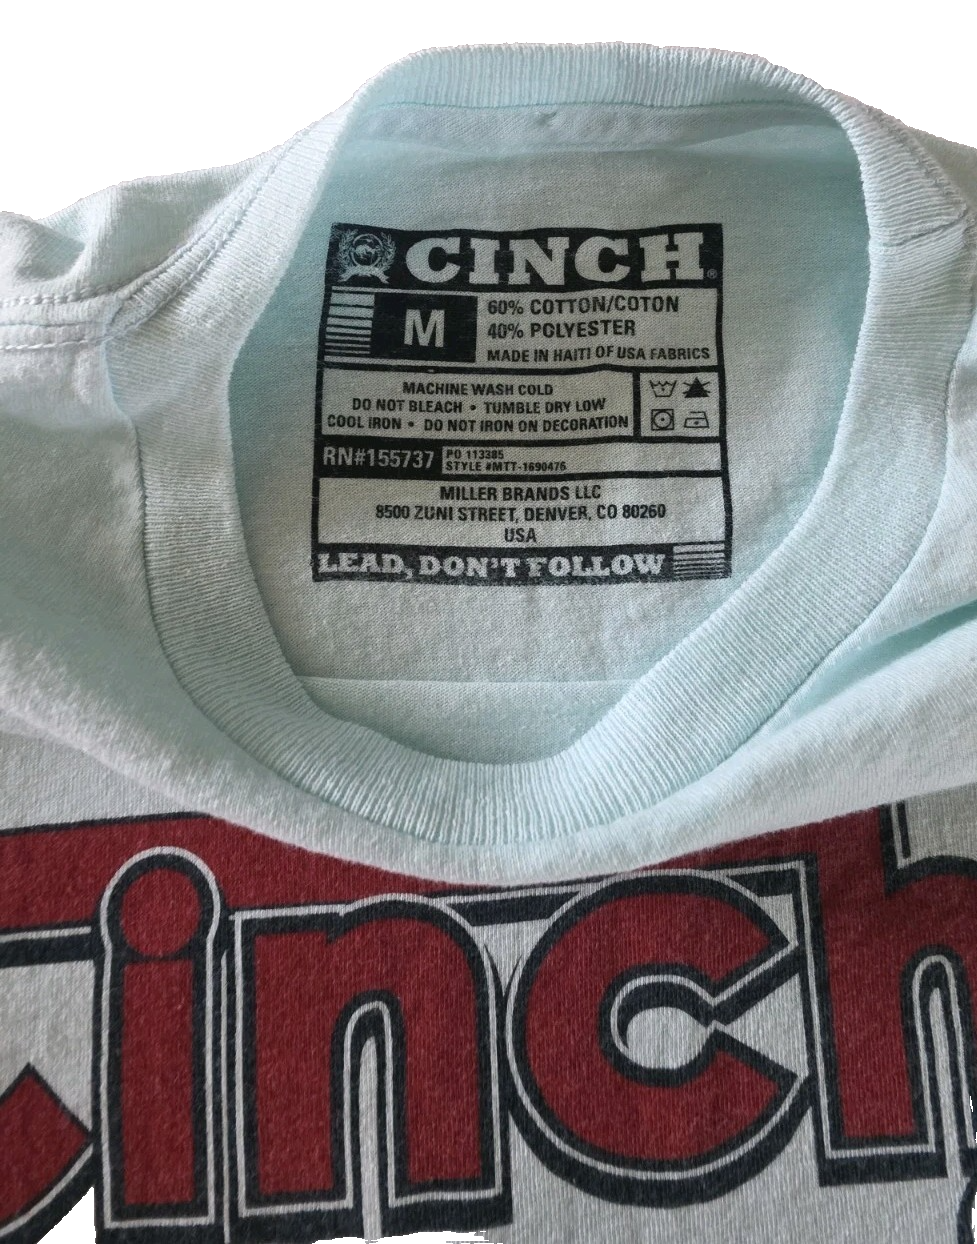 CINCH®
M
60% COTTON/COTON
40% POLYESTER
MADE IN HAITI OF USA FABRICS
MACHINE WASH COLD
DO NOT BLEACH • TUMBLE DRY LOW
COOL IRON • DO NOT IRON ON DECORATION
RN#155737
PO 113385
STYLE #MTT-1690476
MILLER BRANDS LLC
8500 ZUNI STREET, DENVER, CO 80260
USA
LEAD, DON'T FOLLOW
Cinch